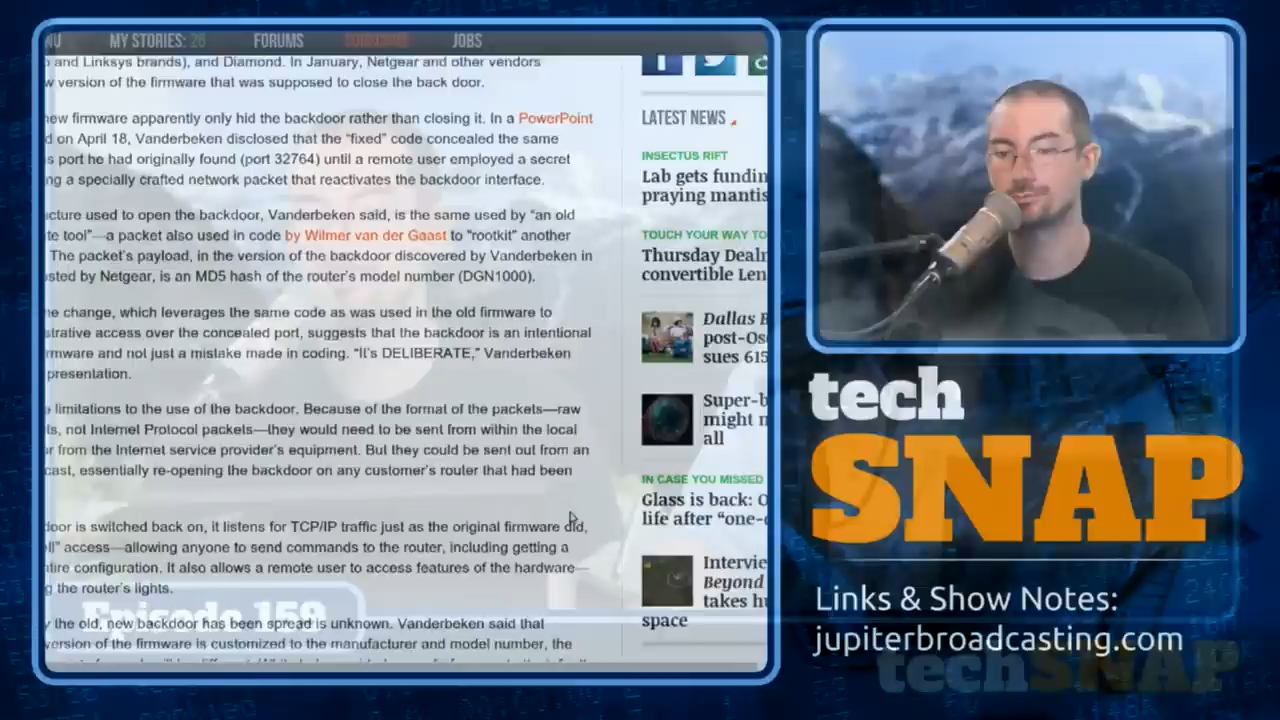 NU MY STORIES: 28 FORUMS SUBSCRIBE JOBS
and Linksys brands), and Diamond. In January, Netgear and other vendors
version of the firmware that was supposed to close the back door.
ew firmware apparently only hid the backdoor rather than closing it. In a PowerPoint
d on April 18, Vanderbeken disclosed that the “fixed” code concealed the same
s port he had originally found (port 32764) until a remote user employed a secret
ng a specially crafted network packet that reactivates the backdoor interface.
cture used to open the backdoor, Vanderbeken said, is the same used by “an old
te tool”—a packet also used in code by Wilmer van der Gaast to "rootkit" another
The packet’s payload, in the version of the backdoor discovered by Vanderbeken in
sted by Netgear, is an MD5 hash of the router’s model number (DGN1000).
e change, which leverages the same code as was used in the old firmware to
strative access over the concealed port, suggests that the backdoor is an intentional
rmware and not just a mistake made in coding. “It’s DELIBERATE,” Vanderbeken
presentation.
limitations to the use of the backdoor. Because of the format of the packets—raw
ts, not Internet Protocol packets—they would need to be sent from within the local
r from the Internet service provider’s equipment. But they could be sent out from an
cast, essentially re-opening the backdoor on any customer’s router that had been
door is switched back on, it listens for TCP/IP traffic just as the original firmware did,
ll” access—allowing anyone to send commands to the router, including getting a
ntire configuration. It also allows a remote user to access features of the hardware—
g the router’s lights.
y the old, new backdoor has been spread is unknown. Vanderbeken said that
version of the firmware is customized to the manufacturer and model number, the
LATEST NEWS
INSECTUS RIFT
Lab gets fundin
praying mantis
TOUCH YOUR WAY TO
Thursday Dealm
convertible Len
Dallas B
post-Os
sues 615
Super-b
might n
all
IN CASE YOU MISSED
Glass is back: O
life after “one-d
Interview
Beyond
takes hu
space
Episode 159
tech
SNAP
Links & Show Notes:
jupiterbroadcasting.com
techSNAP